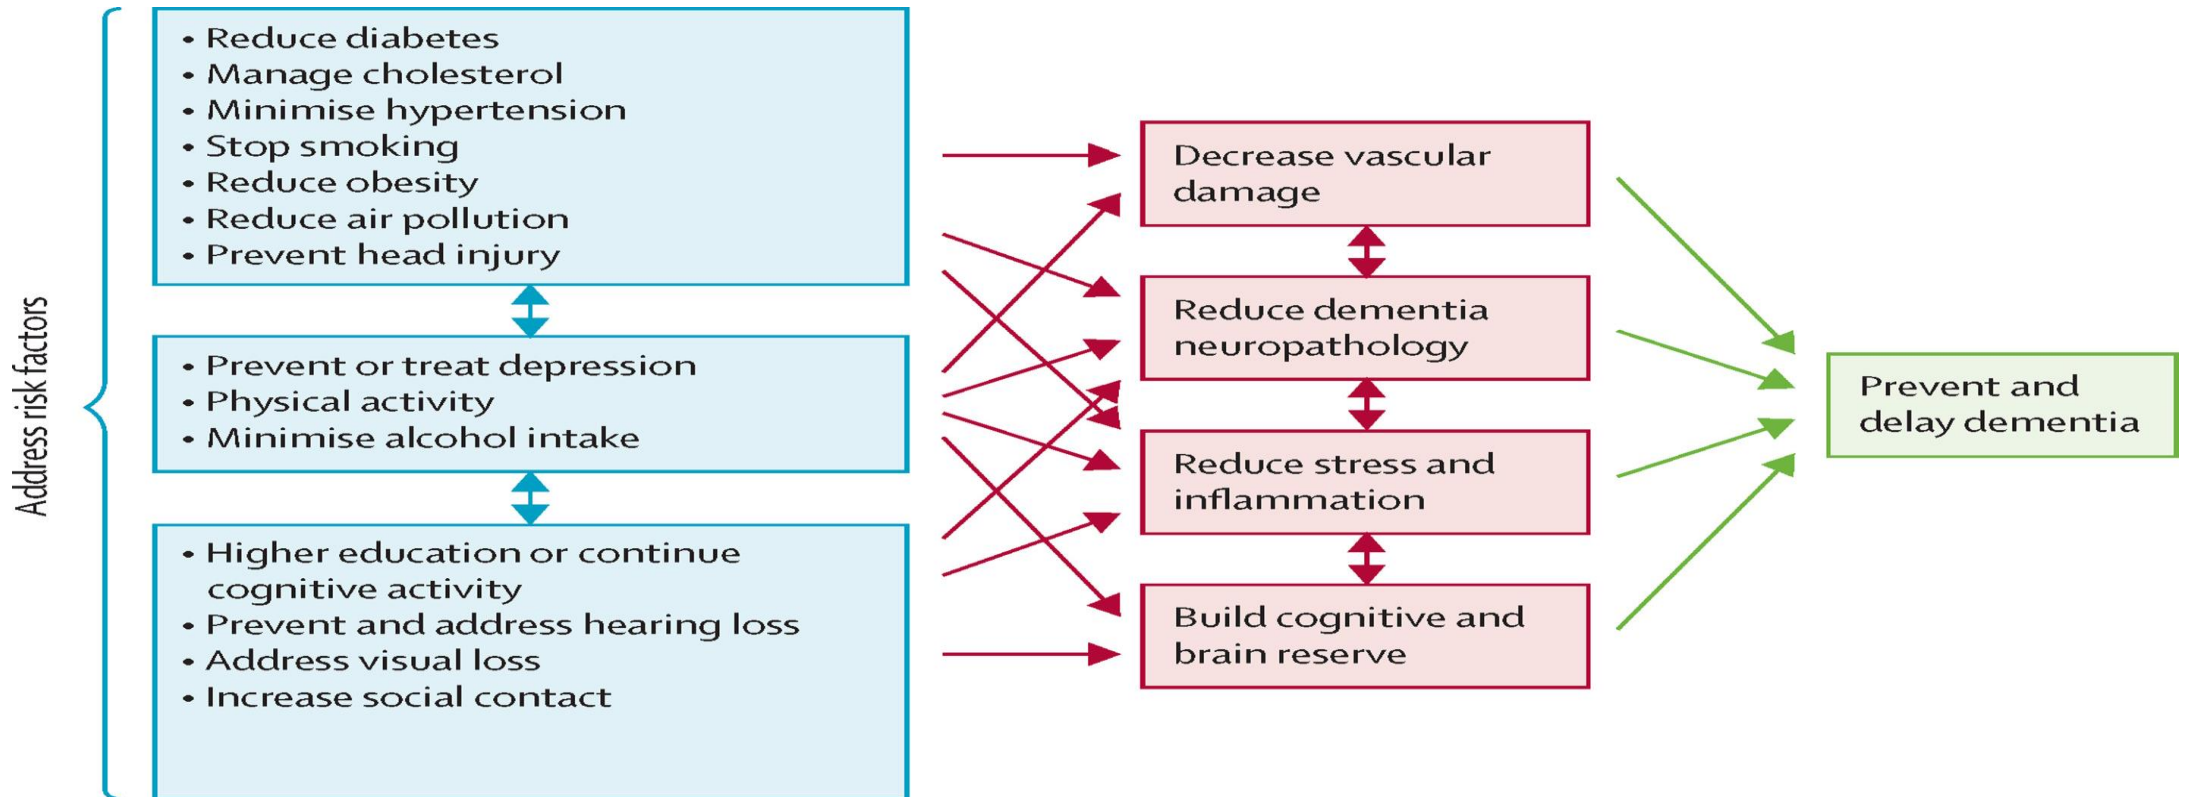 Address risk factors
• Reduce diabetes
• Manage cholesterol
• Minimise hypertension
• Stop smoking
• Reduce obesity
• Reduce air pollution
• Prevent head injury
• Prevent or treat depression
• Physical activity
• Minimise alcohol intake
• Higher education or continue
cognitive activity
• Prevent and address hearing loss
• Address visual loss
• Increase social contact
Decrease vascular
damage
Reduce dementia
neuropathology
Reduce stress and
inflammation
Build cognitive and
brain reserve
Prevent and
delay dementia